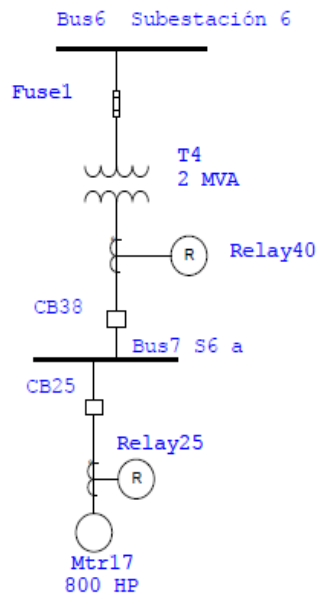 Bus6 Subestación 6
Fuse1
T4
2 MVA
R
Relay40
CB38
Bus7 S6 a
CB25
Relay25
R
Mtr17
800 HP